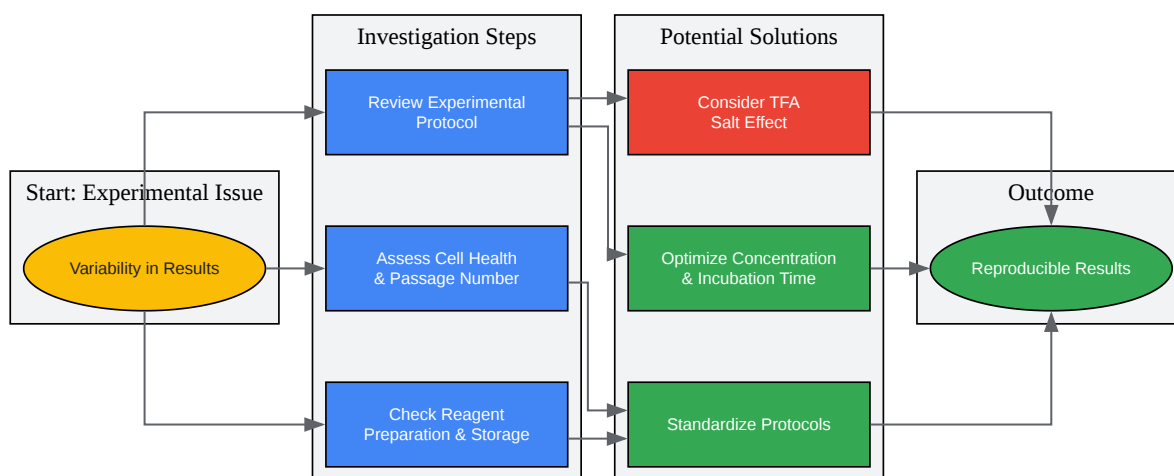 Investigation Steps
Potential Solutions
Review Experimental
Protocol
Consider TFA
Salt Effect
Start: Experimental Issue
Outcome
Variability in Results
Assess Cell Health
& Passage Number
Optimize Concentration
& Incubation Time
Reproducible Results
Check Reagent
Preparation & Storage
Standardize Protocols